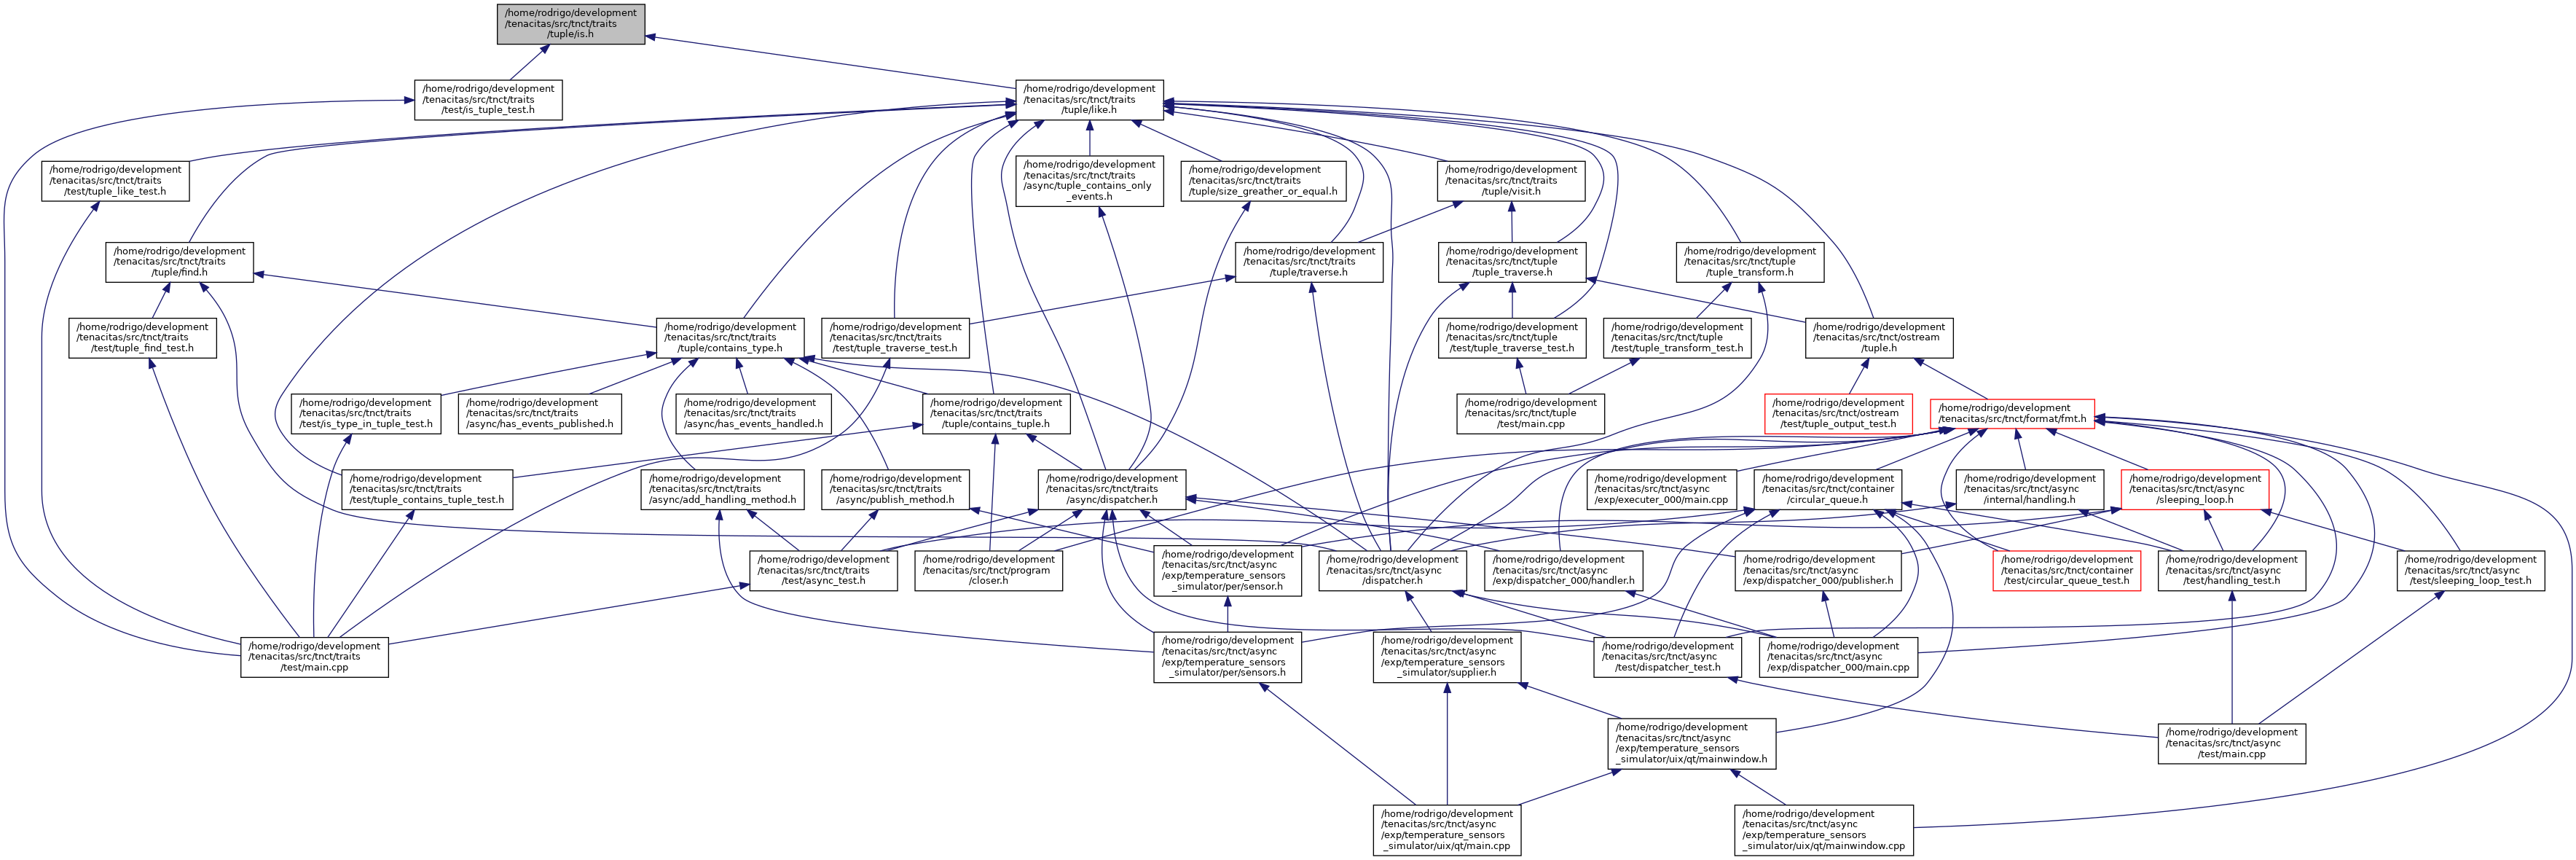 /home/rodrigo/development
/tenacitas/src/tnct/traits
/tuple/is.h
/home/rodrigo/development
/tenacitas/src/tnct/traits
/test/is_tuple_test.h
/home/rodrigo/development
/tenacitas/src/tnct/traits
/tuple/like.h
/home/rodrigo/development
/tenacitas/src/tnct/traits
/test/tuple_like_test.h
/home/rodrigo/development
/tenacitas/src/tnct/traits
/async/tuple_contains_only
_events.h
/home/rodrigo/development
/tenacitas/src/tnct/traits
/tuple/size_greather_or_equal.h
/home/rodrigo/development
/tenacitas/src/tnct/traits
/tuple/visit.h
/home/rodrigo/development
/tenacitas/src/tnct/traits
/tuple/find.h
/home/rodrigo/development
/tenacitas/src/tnct/traits
/tuple/traverse.h
/home/rodrigo/development
/tenacitas/src/tnct/tuple
/tuple_traverse.h
/home/rodrigo/development
/tenacitas/src/tnct/tuple
/tuple_transform.h
/home/rodrigo/development
/tenacitas/src/tnct/traits
/test/tuple_find_test.h
/home/rodrigo/development
/tenacitas/src/tnct/traits
/tuple/contains_type.h
/home/rodrigo/development
/tenacitas/src/tnct/traits
/test/tuple_traverse_test.h
/home/rodrigo/development
/tenacitas/src/tnct/tuple
/test/tuple_traverse_test.h
/home/rodrigo/development
/tenacitas/src/tnct/tuple
/test/tuple_transform_test.h
/home/rodrigo/development
/tenacitas/src/tnct/ostream
/tuple.h
/home/rodrigo/development
/tenacitas/src/tnct/traits
/test/is_type_in_tuple_test.h
/home/rodrigo/development
/tenacitas/src/tnct/traits
/async/has_events_published.h
/home/rodrigo/development
/tenacitas/src/tnct/traits
/async/has_events_handled.h
/home/rodrigo/development
/tenacitas/src/tnct/traits
/tuple/contains_tuple.h
/home/rodrigo/development
/tenacitas/src/tnct/tuple
/test/main.cpp
/home/rodrigo/development
/tenacitas/src/tnct/ostream
/test/tuple_output_test.h
/home/rodrigo/development
/tenacitas/src/tnct/format/fmt.h
/home/rodrigo/development
/tenacitas/src/tnct/traits
/test/tuple_contains_tuple_test.h
/home/rodrigo/development
/tenacitas/src/tnct/traits
/async/add_handling_method.h
/home/rodrigo/development
/tenacitas/src/tnct/traits
/async/publish_method.h
/home/rodrigo/development
/tenacitas/src/tnct/traits
/async/dispatcher.h
/home/rodrigo/development
/tenacitas/src/tnct/async
/exp/executer_000/main.cpp
/home/rodrigo/development
/tenacitas/src/tnct/container
/circular_queue.h
/home/rodrigo/development
/tenacitas/src/tnct/async
/internal/handling.h
/home/rodrigo/development
/tenacitas/src/tnct/async
/sleeping_loop.h
/home/rodrigo/development
/tenacitas/src/tnct/traits
/test/async_test.h
/home/rodrigo/development
/tenacitas/src/tnct/program
/closer.h
/home/rodrigo/development
/tenacitas/src/tnct/async
/exp/temperature_sensors
_simulator/per/sensor.h
/home/rodrigo/development
/tenacitas/src/tnct/async
/dispatcher.h
/home/rodrigo/development
/tenacitas/src/tnct/async
/exp/dispatcher_000/handler.h
/home/rodrigo/development
/tenacitas/src/tnct/async
/exp/dispatcher_000/publisher.h
/home/rodrigo/development
/tenacitas/src/tnct/container
/test/circular_queue_test.h
/home/rodrigo/development
/tenacitas/src/tnct/async
/test/handling_test.h
/home/rodrigo/development
/tenacitas/src/tnct/async
/test/sleeping_loop_test.h
/home/rodrigo/development
/tenacitas/src/tnct/traits
/test/main.cpp
/home/rodrigo/development
/tenacitas/src/tnct/async
/exp/temperature_sensors
_simulator/per/sensors.h
/home/rodrigo/development
/tenacitas/src/tnct/async
/exp/temperature_sensors
_simulator/supplier.h
/home/rodrigo/development
/tenacitas/src/tnct/async
/test/dispatcher_test.h
/home/rodrigo/development
/tenacitas/src/tnct/async
/exp/dispatcher_000/main.cpp
/home/rodrigo/development
/tenacitas/src/tnct/async
/exp/temperature_sensors
_simulator/uix/qt/mainwindow.h
/home/rodrigo/development
/tenacitas/src/tnct/async
/test/main.cpp
/home/rodrigo/development
/tenacitas/src/tnct/async
/exp/temperature_sensors
_simulator/uix/qt/main.cpp
/home/rodrigo/development
/tenacitas/src/tnct/async
/exp/temperature_sensors
_simulator/uix/qt/mainwindow.cpp